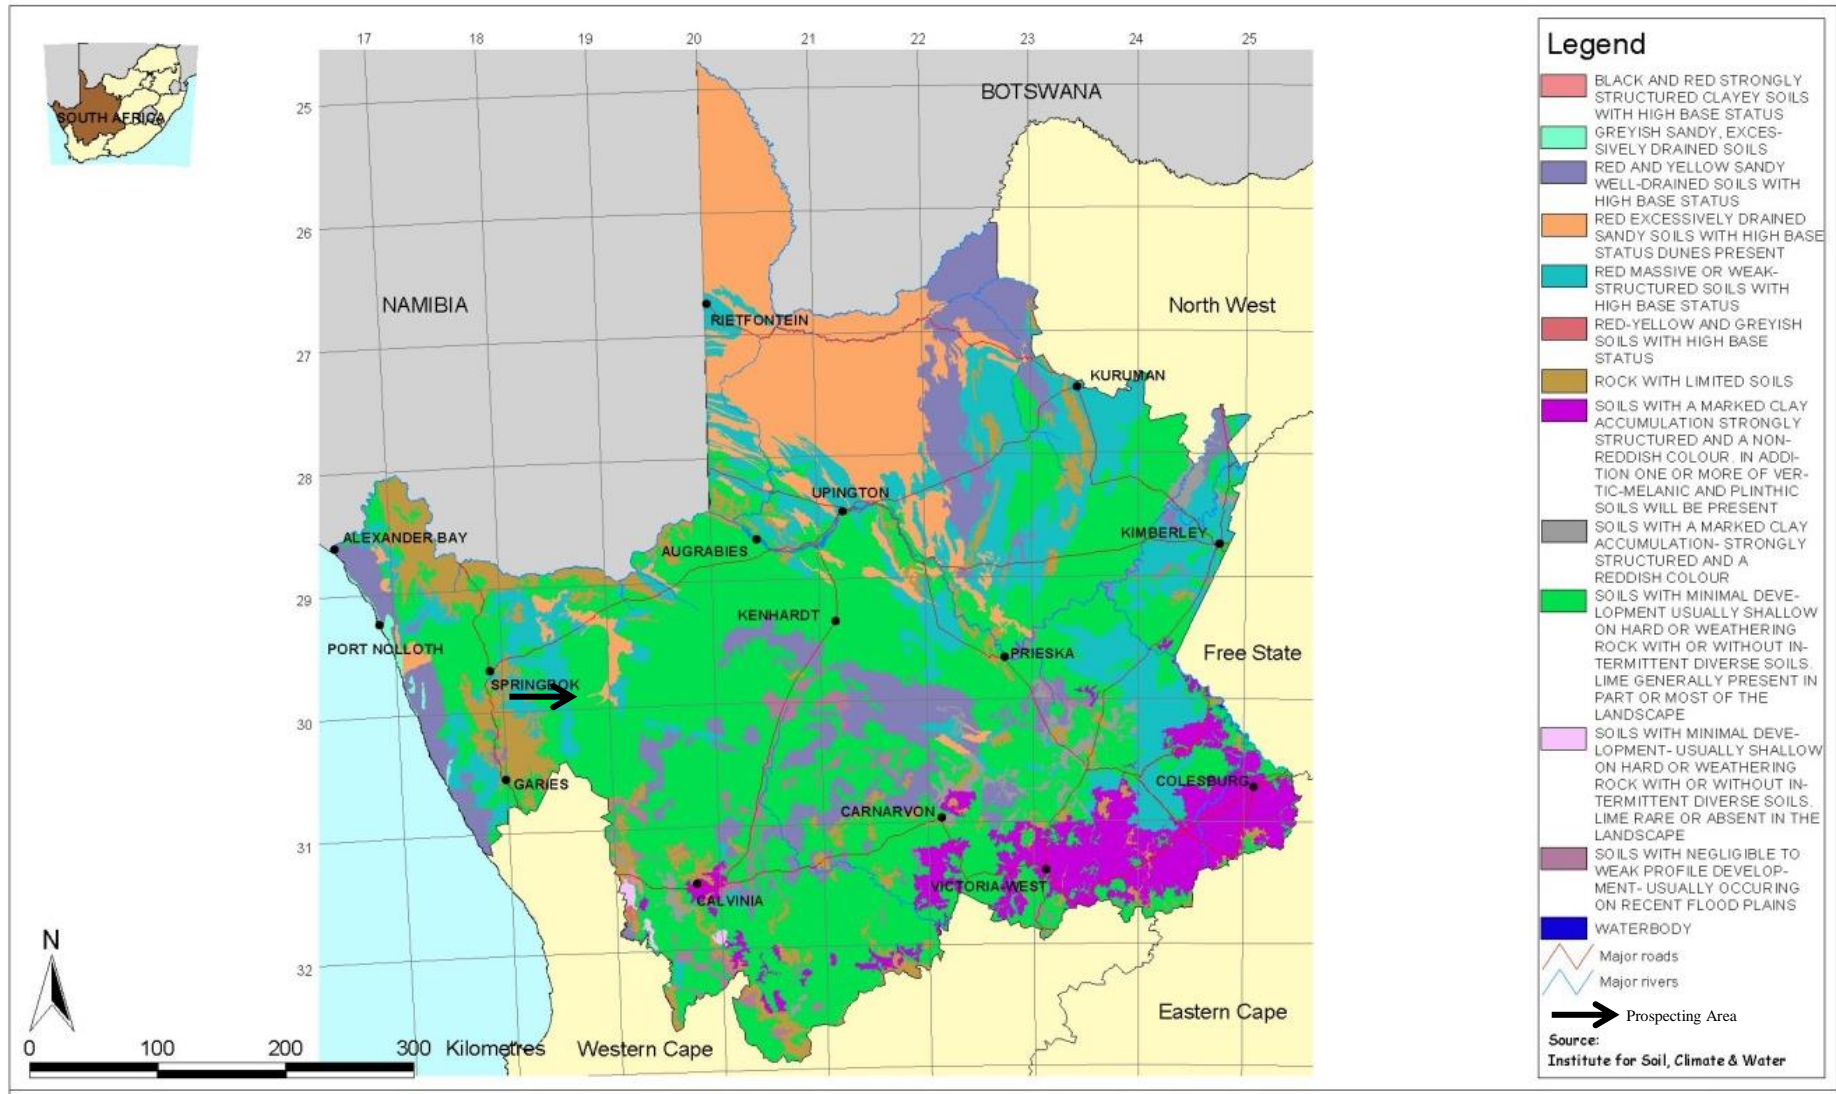 17 18 19 20 21 22 23 24 25
25
26
27
28
29
30
31
32
SOUTH AFRICA
BOTSWANA
NAMIBIA
North West
RIETFONTEIN
KURUMAN
UPINGTON
ALEXANDER BAY
AUGRABIES
KIMBERLEY
KENHARDT
PORT NOLLOTH
PRIESKA
Free State
SPRINGBOK
GARIES
COLESBURG
CARNARVON
VICTORIA-WEST
CALVINIA
Eastern Cape
Western Cape
N
0 100 200 300 Kilometres
Legend
BLACK AND RED STRONGLY
STRUCTURED CLAYEY SOILS
WITH HIGH BASE STATUS
GREYISH SANDY, EXCES-
SIVELY DRAINED SOILS
RED AND YELLOW SANDY
WELL-DRAINED SOILS WITH
HIGH BASE STATUS
RED EXCESSIVELY DRAINED
SANDY SOILS WITH HIGH BASE
STATUS DUNES PRESENT
RED MASSIVE OR WEAK-
STRUCTURED SOILS WITH
HIGH BASE STATUS
RED-YELLOW AND GREYISH
SOILS WITH HIGH BASE
STATUS
ROCK WITH LIMITED SOILS
SOILS WITH A MARKED CLAY
ACCUMULATION STRONGLY
STRUCTURED AND A NON-
REDDISH COLOUR. IN ADDI-
TION ONE OR MORE OF VER-
TIC-MELANIC AND PLINTHIC
SOILS WILL BE PRESENT
SOILS WITH A MARKED CLAY
ACCUMULATION- STRONGLY
STRUCTURED AND A
REDDISH COLOUR
SOILS WITH MINIMAL DEVE-
LOPMENT USUALLY SHALLOW
ON HARD OR WEATHERING
ROCK WITH OR WITHOUT IN-
TERMITTENT DIVERSE SOILS.
LIME GENERALLY PRESENT IN
PART OR MOST OF THE
LANDSCAPE
SOILS WITH MINIMAL DEVE-
LOPMENT- USUALLY SHALLOW
ON HARD OR WEATHERING
ROCK WITH OR WITHOUT IN-
TERMITTENT DIVERSE SOILS.
LIME RARE OR ABSENT IN THE
LANDSCAPE
SOILS WITH NEGLIGIBLE TO
WEAK PROFILE DEVELOP-
MENT- USUALLY OCCURING
ON RECENT FLOOD PLAINS
WATERBODY
Major roads
Major rivers
Prospecting Area
Source:
Institute for Soil, Climate & Water